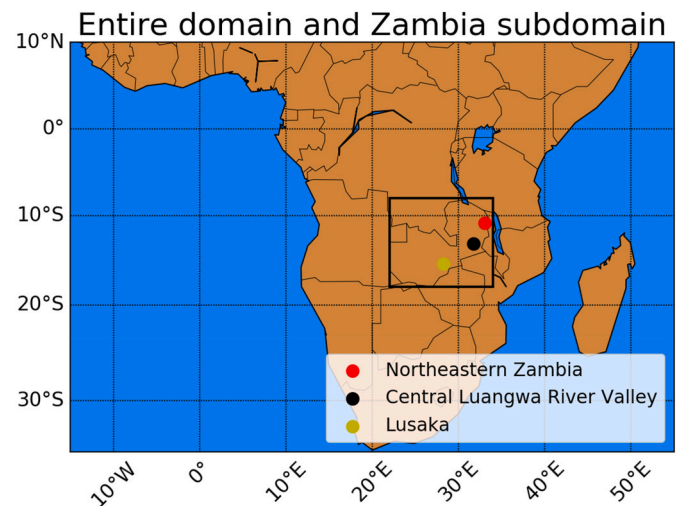 Entire domain and Zambia subdomain
10°N
0°
10°S
20°S
30°S
Northeastern Zambia
Central Luangwa River Valley
Lusaka
10°W
0°
10°E
20°E
30°E
40°E
50°E